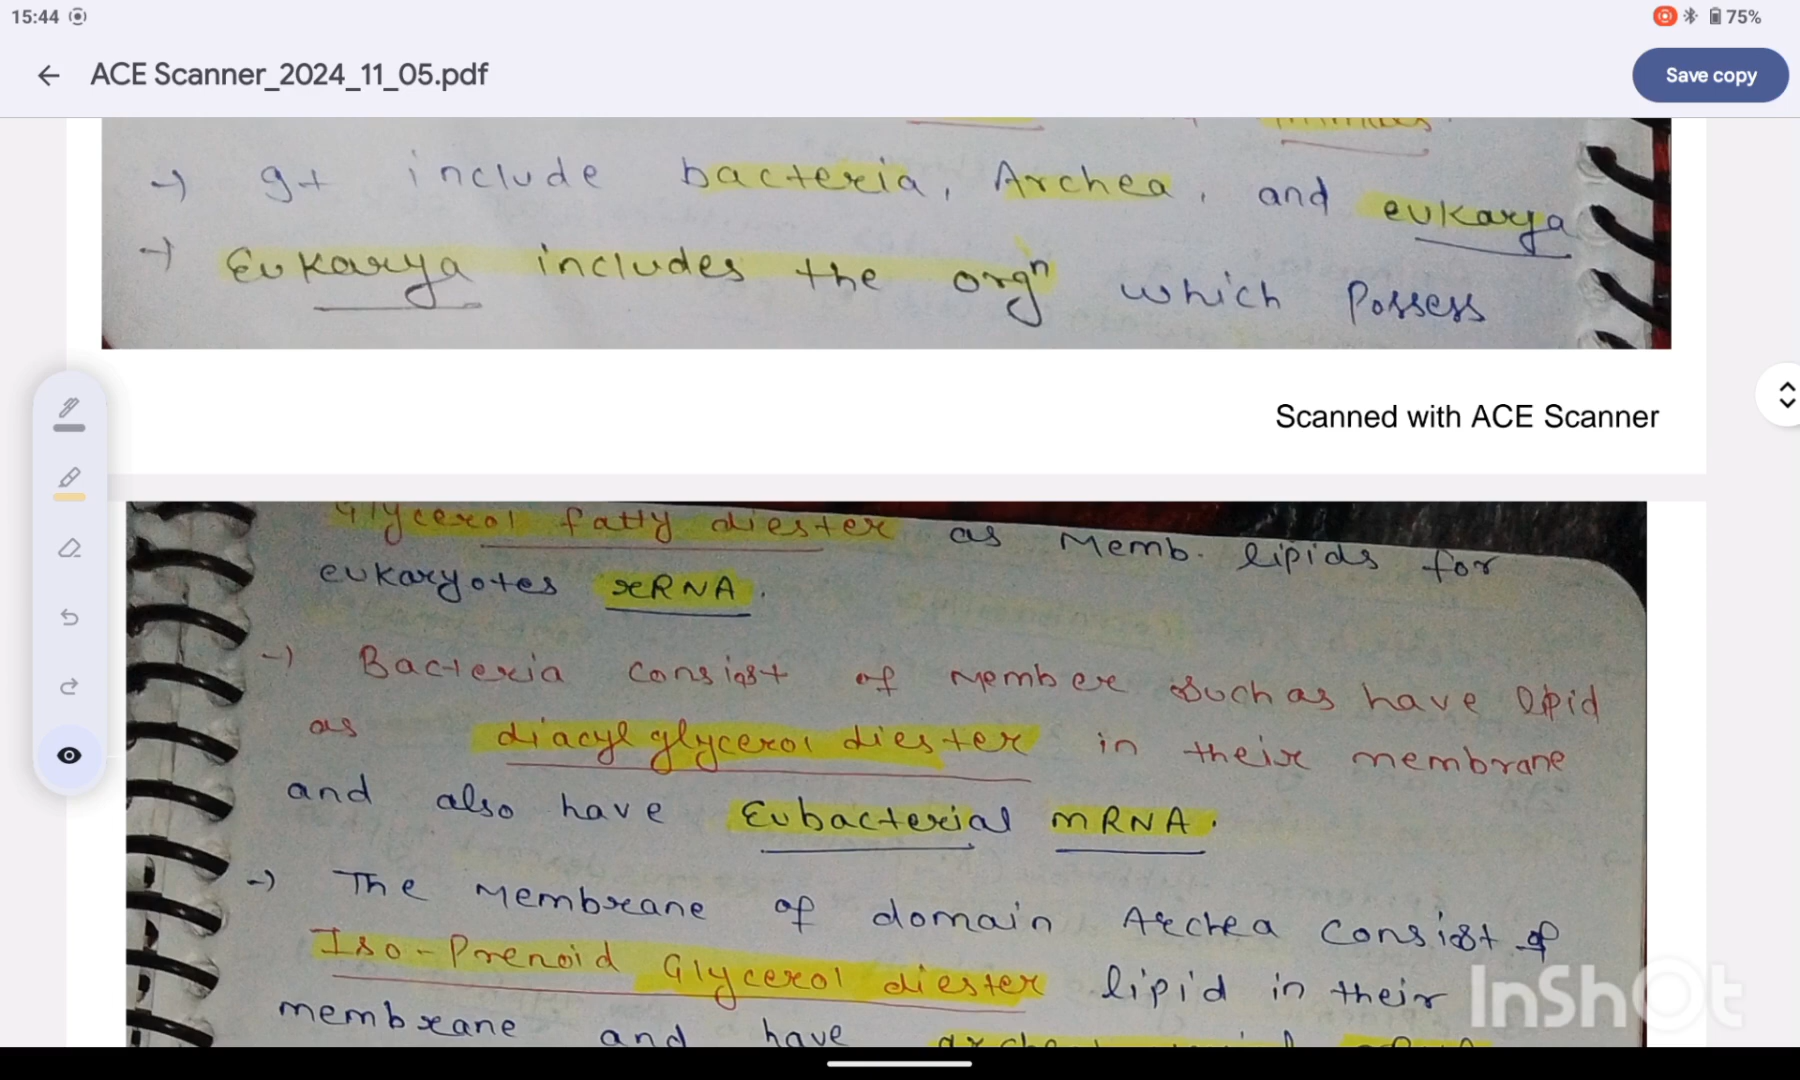 15:44
75%
ACE Scanner_2024_11_05.pdf
Save copy
→ It include bacteria, Archea, and eukarya
→ Eukarya includes the orgn which Possess
Scanned with ACE Scanner
Glycerol fatty diester as Memb. lipids for
eukaryotes rRNA.
→ Bacteria consist of Member such as have lipid
as diacyl glycerol diester in their membrane
and also have Eubacterial mRNA.
→ The Membrane of domain Archea consist of
Iso-Prenoid Glycerol diester lipid in their
membrane and have
InShOt